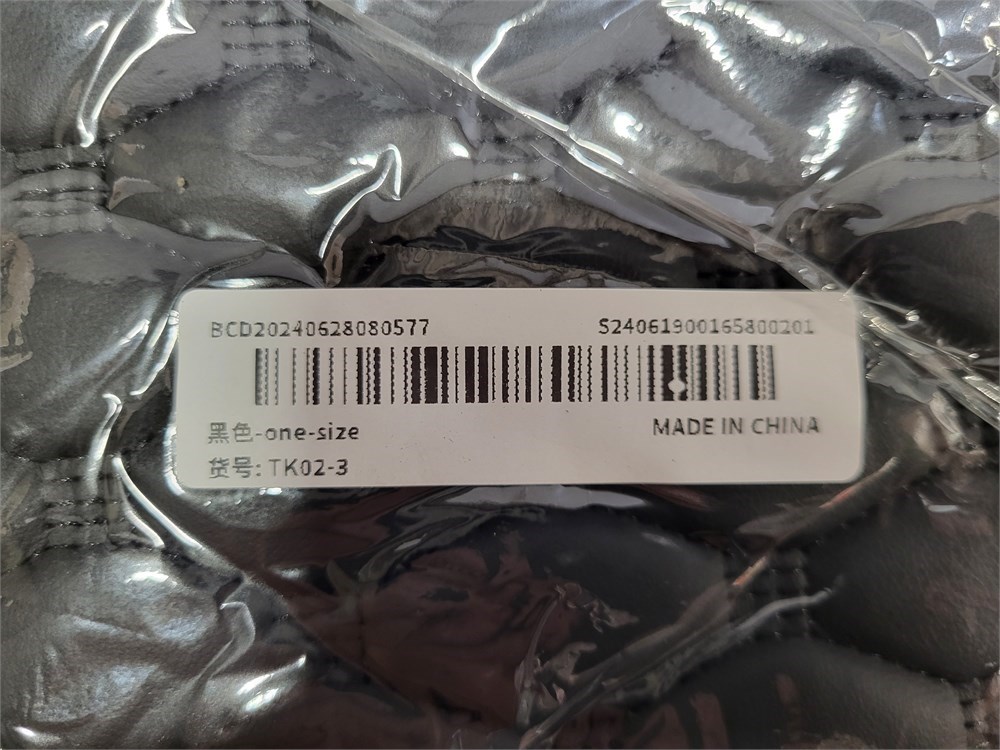 BCD20240628080577
S24061900165800201
黑色-one-size
MADE IN CHINA
货号: TK02-3